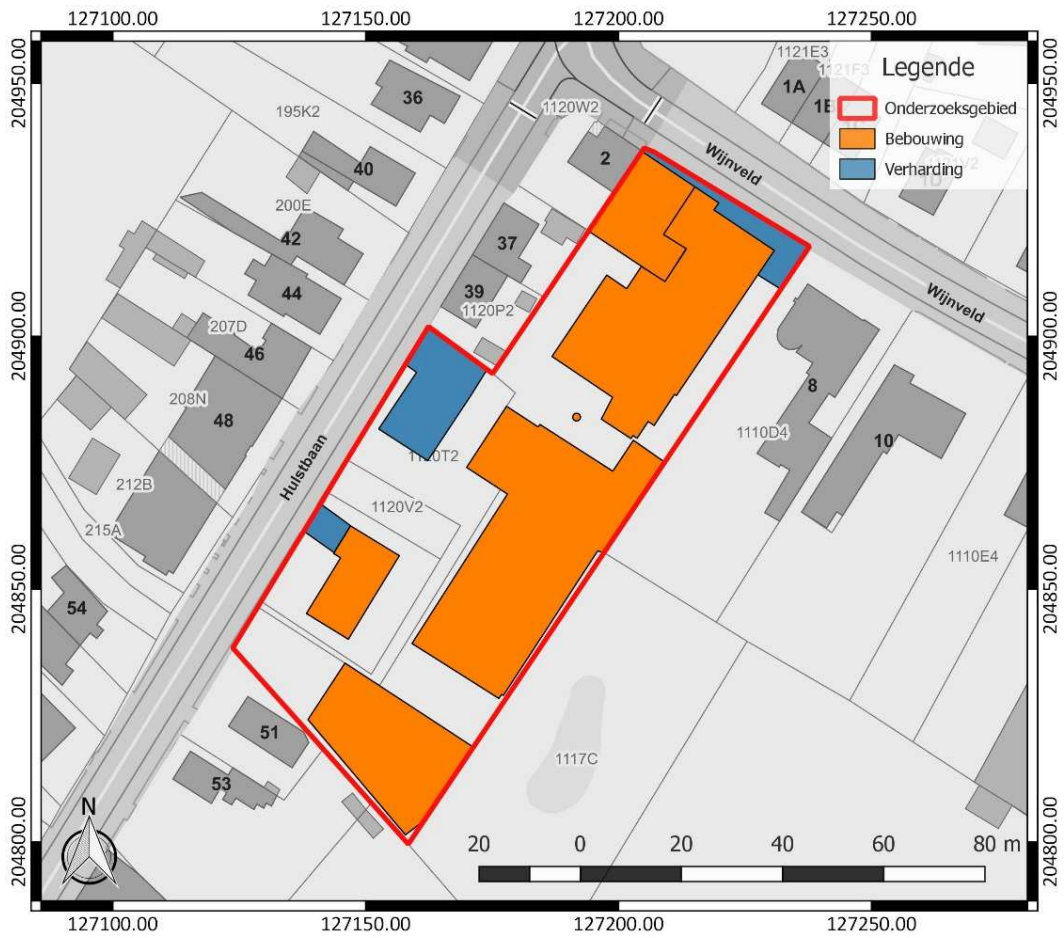 127100.00 127150.00 127200.00 127250.00
204950.00
204900.00
204850.00
204800.00
204950.00
204900.00
204850.00
204800.00
Legende
Onderzoeksgebied
Bebouwing
Verharding
1121E3
1121F3
1A
1B
1D
36
1120W2
195K2
2
Wijnveld
40
200E
42
37
44
39
1120P2
Wijnveld
207D
46
8
208N
48
10
1110D4
1120T2
Hulstbaan
212B
1120V2
215A
1110E4
54
51
1117C
53
N
20 0 20 40 60 80 m
127100.00 127150.00 127200.00 127250.00